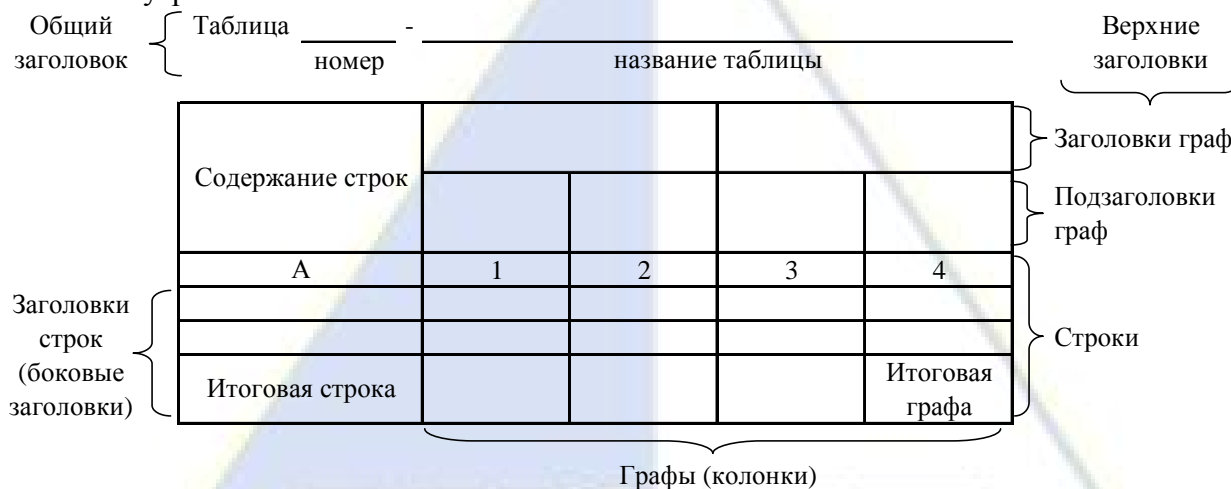 Общий
заголовок
Таблица -
номер
название таблицы
Верхние
заголовки
Содержание строк
Заголовки граф
Подзаголовки
граф
А 1 2 3 4
Заголовки
строк
(боковые
заголовки)
Строки
Итоговая строка
Итоговая
графа
Графы (колонки)